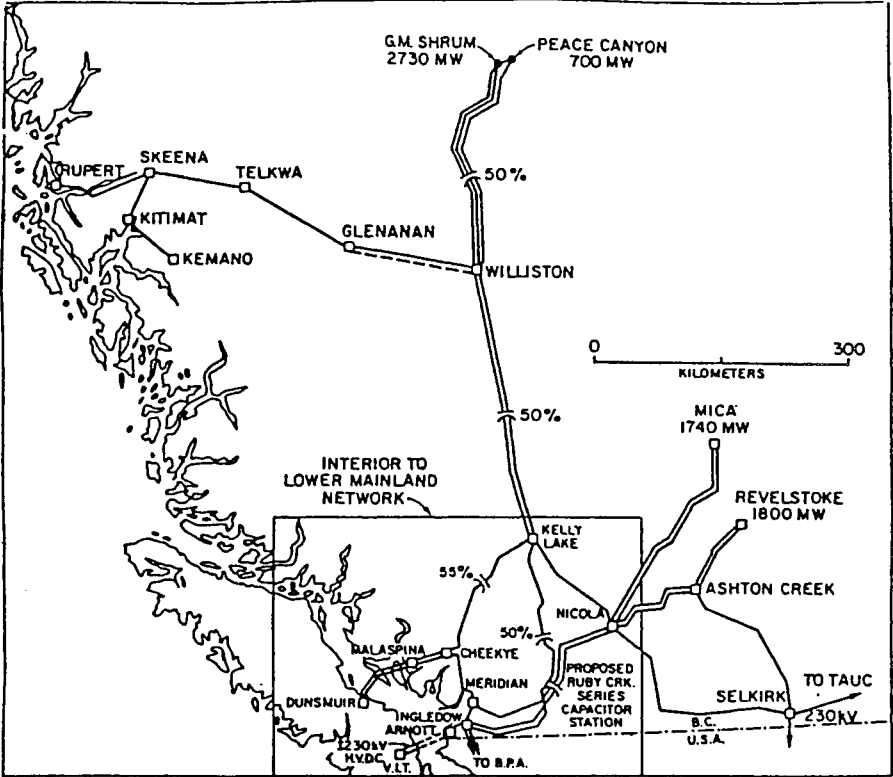 G.M. SHRUM
2730 MW
PEACE CANYON
700 MW
50%
RUPERT
SKEENA
TELKWA
KITIMAT
KEMANO
GLENANAN
WILLISTON
0
300
KILOMETERS
50%
MICA
1740 MW
REVELSTOKE
1800 MW
INTERIOR TO
LOWER MAINLAND
NETWORK
KELLY
LAKE
55%
50%
NICOLA
ASHTON CREEK
MALASPINA
CHEEKYE
DUNSMUIR
MERIDIAN
INGLEDOW
ARNOTT
PROPOSED
RUBY CRK.
SERIES
CAPACITOR
STATION
SELKIRK
TO TAUC
230kV
B.C.
U.S.A.
1230kV
H.V.D.C.
V.I.T.
TO B.P.A.